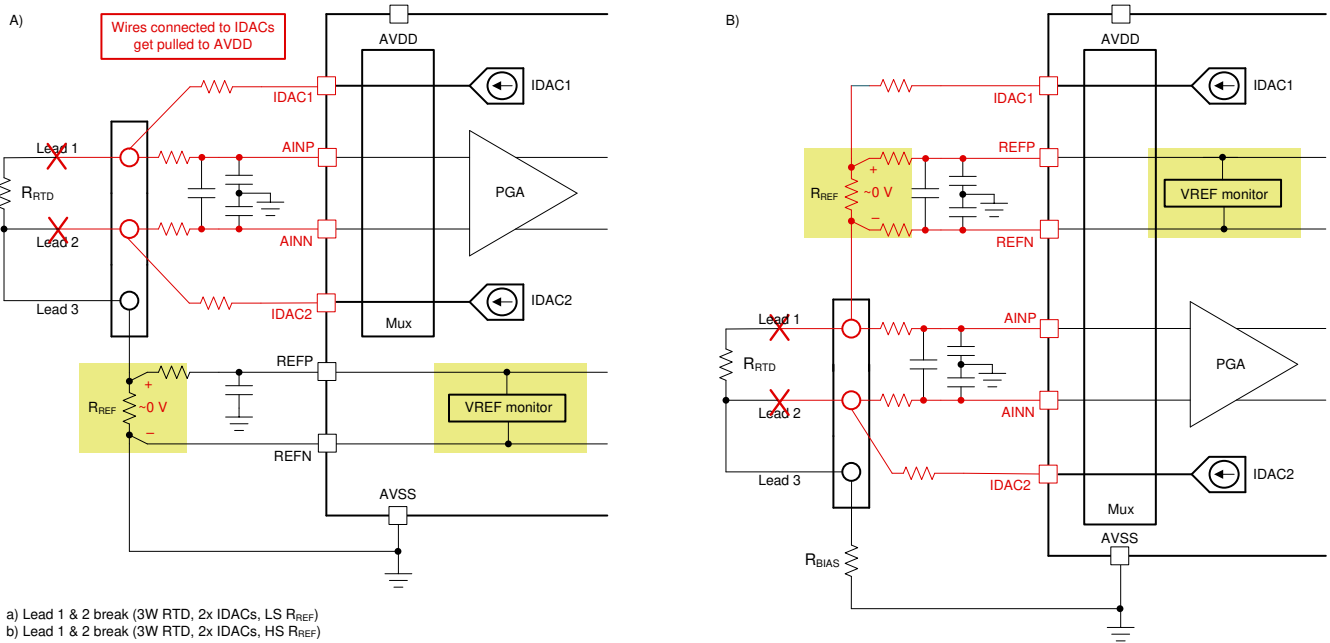 A)
Wires connected to IDACs
get pulled to AVDD
AVDD
IDAC1
IDAC1
Lead 1
AINP
RRTD
PGA
Lead 2
AINN
Lead 3
IDAC2
IDAC2
Mux
REFP
+
RREF
~0 V
–
VREF monitor
REFN
AVSS
B)
AVDD
IDAC1
IDAC1
REFP
+
RREF
~0 V
–
VREF monitor
REFN
Lead 1
AINP
RRTD
PGA
Lead 2
AINN
Lead 3
IDAC2
IDAC2
Mux
AVSS
RBIAS
a) Lead 1 & 2 break (3W RTD, 2x IDACs, LS RREF)
b) Lead 1 & 2 break (3W RTD, 2x IDACs, HS RREF)